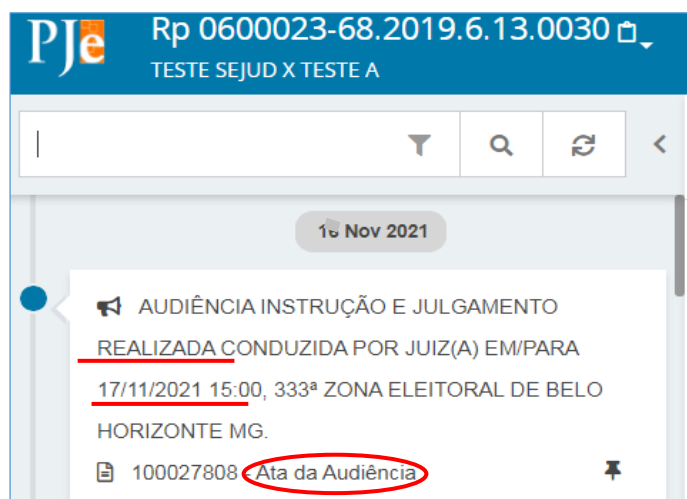 PJe
Rp 0600023-68.2019.6.13.0030
TESTE SEJUD X TESTE A
Nov 2021
AUDIÊNCIA INSTRUÇÃO E JULGAMENTO
REALIZADA CONDUZIDA POR JUIZ(A) EM/PARA
17/11/2021 15:00, 333ª ZONA ELEITORAL DE BELO
HORIZONTE MG.
100027808 - Ata da Audiência